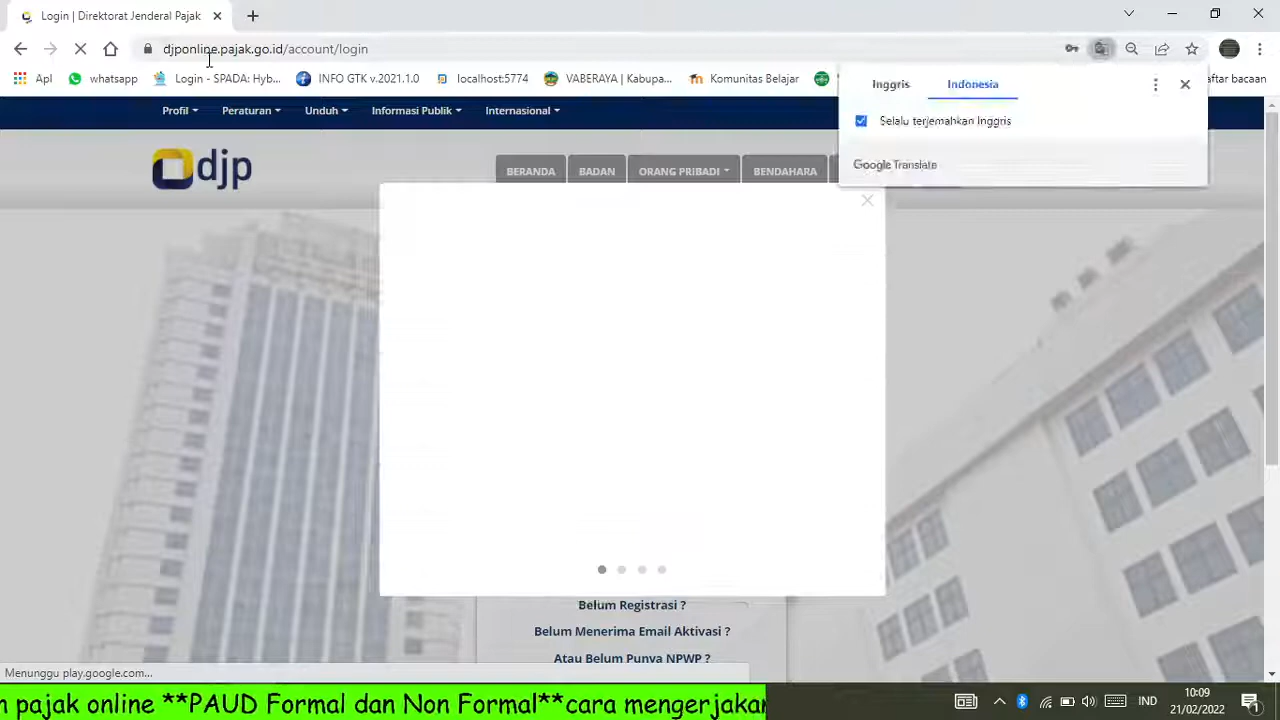 Login | Direktorat Jenderal Pajak
djponline.pajak.go.id/account/login
Apl whatsapp Login - SPADA: Hyb... INFO GTK v.2021.1.0 localhost:5774 VABERAYA | Kabupa... Komunitas Belajar aftar bacaan
Inggris Indonesia
Selalu terjemahkan Inggris
Google Translate
Profil Peraturan Unduh Informasi Publik Internasional
djp
BERANDA BADAN ORANG PRIBADI BENDAHARA
Belum Registrasi ?
Belum Menerima Email Aktivasi ?
Atau Belum Punya NPWP ?
Menunggu play.google.com...
pajak online **PAUD Formal dan Non Formal**cara mengerjakan
IND
10:09
21/02/2022
1